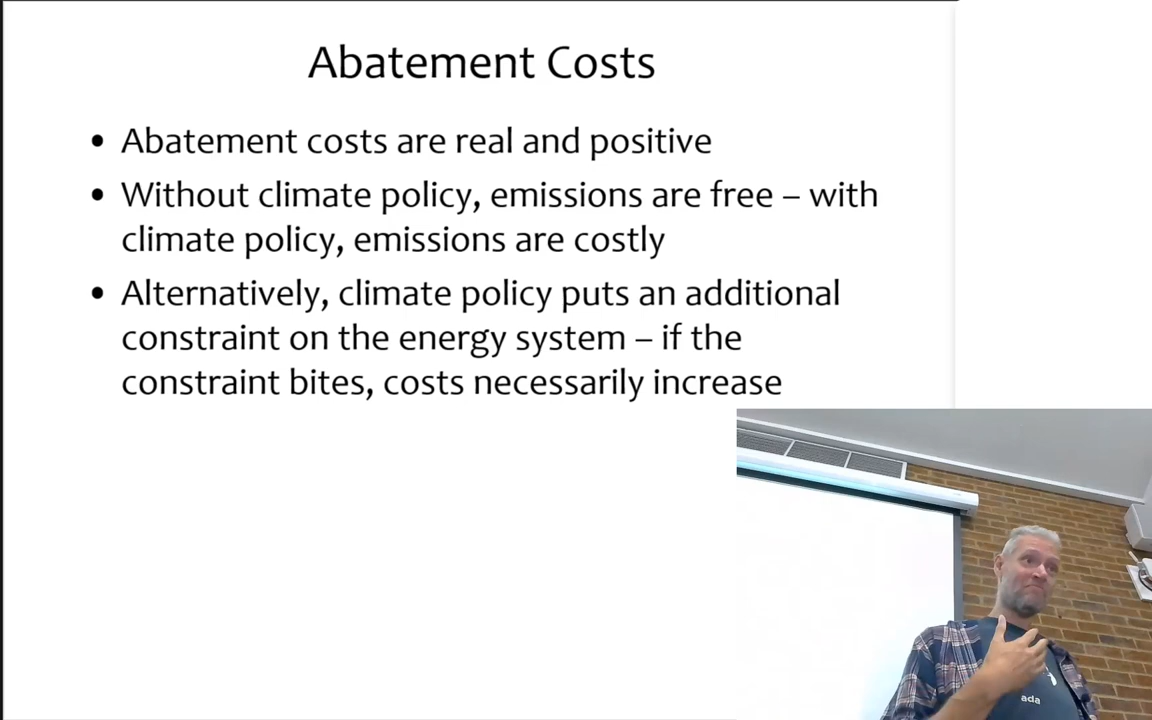 Abatement Costs
• Abatement costs are real and positive
• Without climate policy, emissions are free – with
climate policy, emissions are costly
• Alternatively, climate policy puts an additional
constraint on the energy system – if the
constraint bites, costs necessarily increase
ada